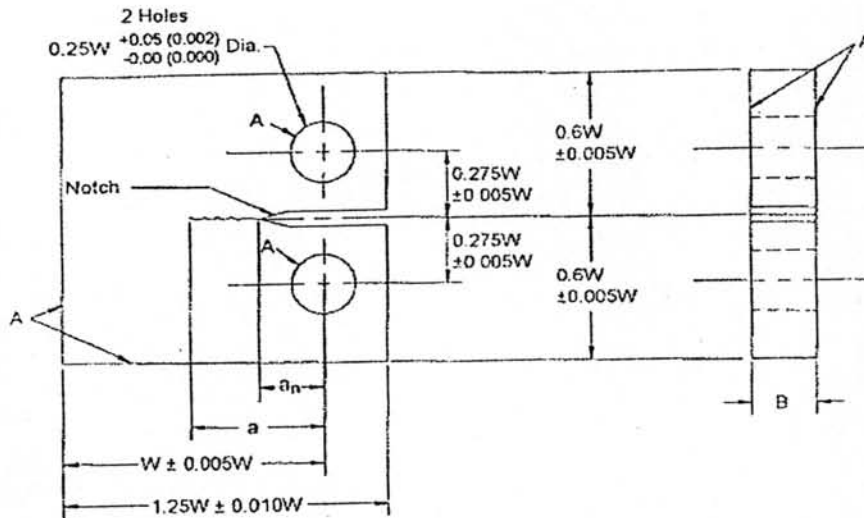 2 Holes
0.25W +0.05 (0.002) Dia.
-0.00 (0.000)
A
A
0.6W
±0.005W
0.275W
±0.005W
Notch
0.275W
±0.005W
A
0.6W
±0.005W
A
an
B
a
W ± 0.005W
1.25W ± 0.010W